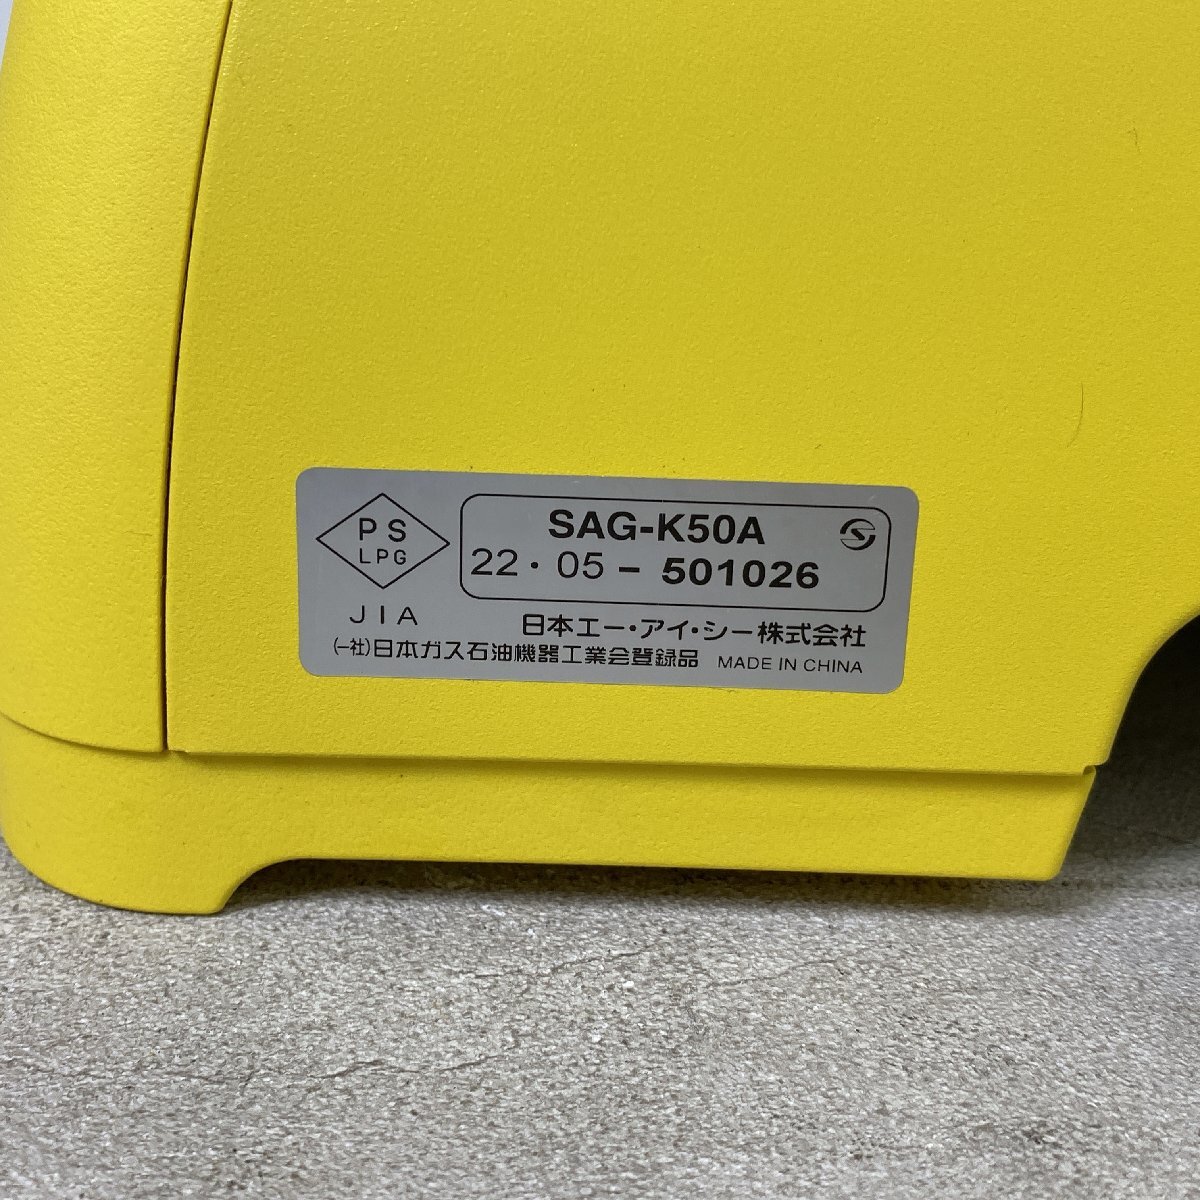 PS
LPG
JIA
SAG-K50A
22・05 – 501026
日本エー・アイ・シー株式会社
(一社)日本ガス石油機器工業会登録品 MADE IN CHINA